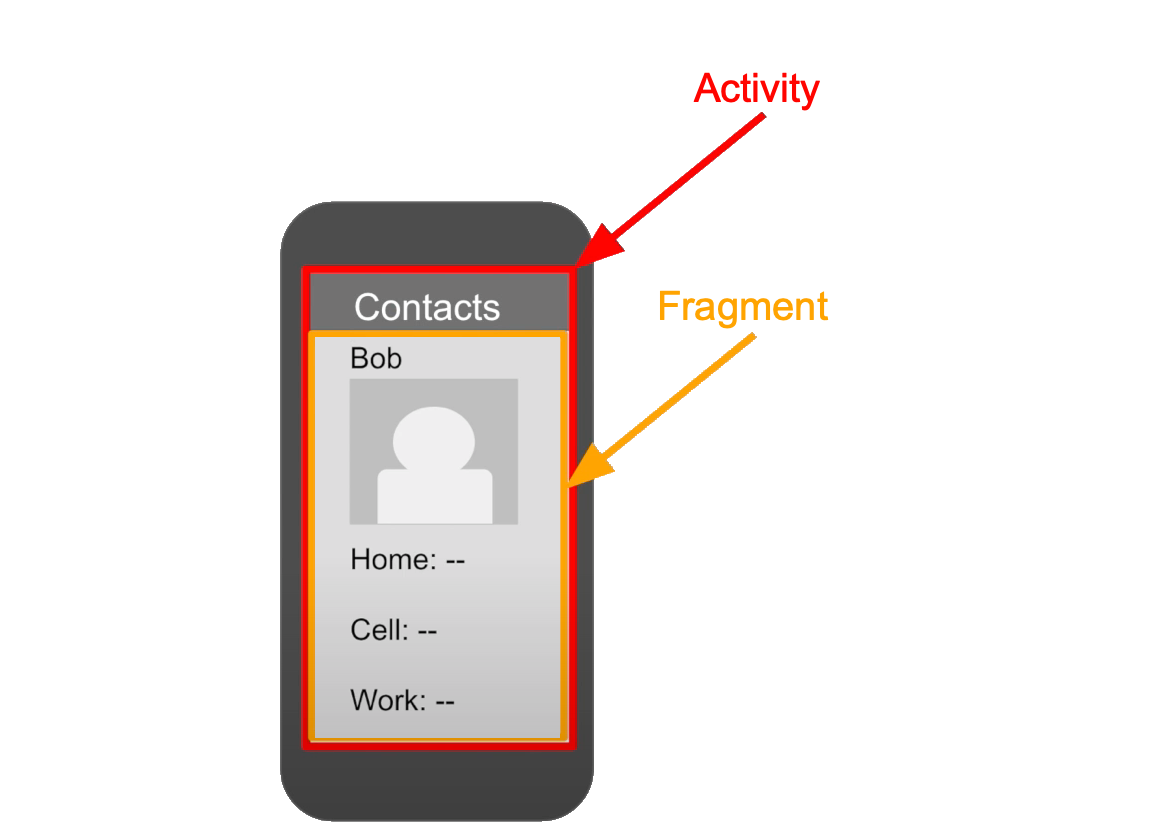 Activity
Contacts
Fragment
Bob
Home: --
Cell: --
Work: --